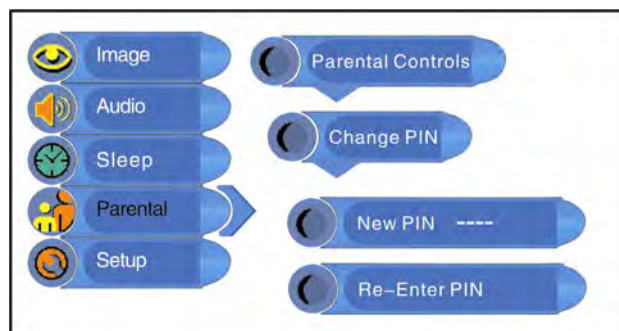 Image
Audio
Sleep
Parental
Setup
Parental Controls
Change PIN
New PIN ----
Re-Enter PIN